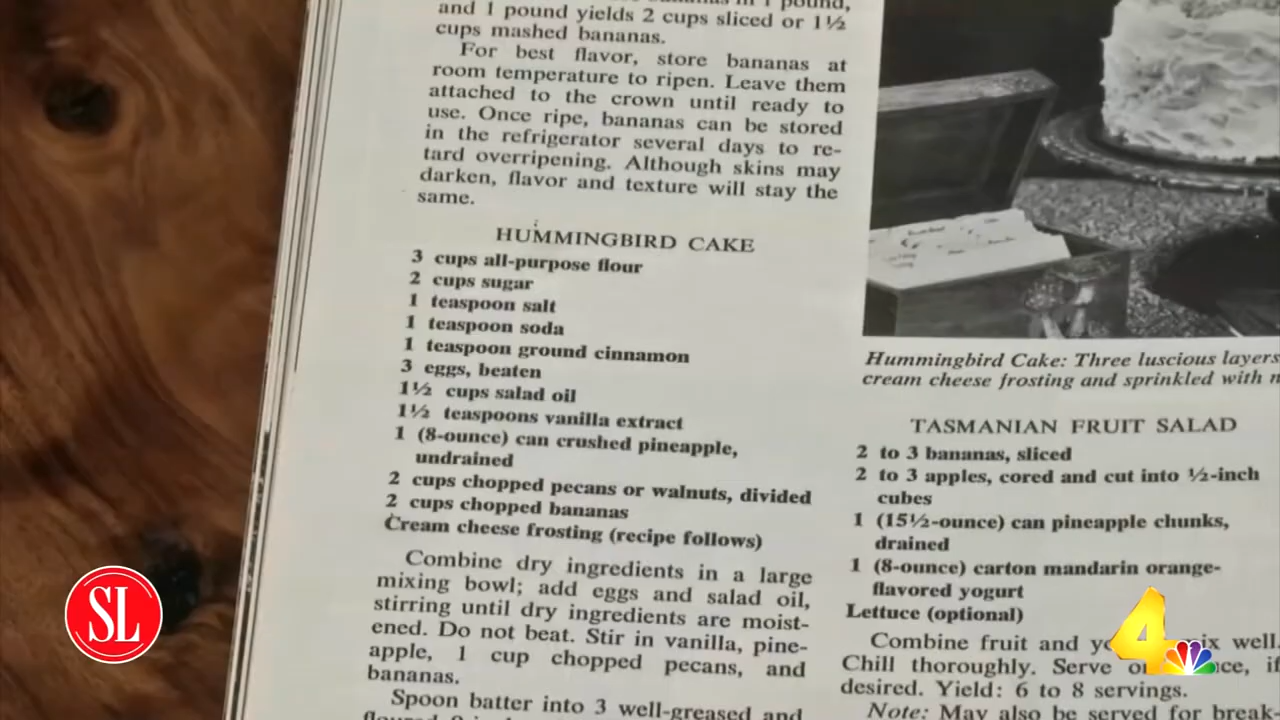 and 1 pound yields 2 cups sliced or 1½
cups mashed bananas.
For best flavor, store bananas at
room temperature to ripen. Leave them
attached to the crown until ready to
use. Once ripe, bananas can be stored
in the refrigerator several days to re-
tard overripening. Although skins may
darken, flavor and texture will stay the
same.
HUMMINGBIRD CAKE
3 cups all-purpose flour
2 cups sugar
1 teaspoon salt
1 teaspoon soda
1 teaspoon ground cinnamon
3 eggs, beaten
1½ cups salad oil
1½ teaspoons vanilla extract
1 (8-ounce) can crushed pineapple,
undrained
2 cups chopped pecans or walnuts, divided
2 cups chopped bananas
Cream cheese frosting (recipe follows)
Combine dry ingredients in a large
mixing bowl; add eggs and salad oil,
stirring until dry ingredients are moist-
ened. Do not beat. Stir in vanilla, pine-
apple, 1 cup chopped pecans, and
bananas.
Spoon batter into 3 well-greased and
Hummingbird Cake: Three luscious layers
cream cheese frosting and sprinkled with
TASMANIAN FRUIT SALAD
2 to 3 bananas, sliced
2 to 3 apples, cored and cut into ½-inch
cubes
1 (15½-ounce) can pineapple chunks,
drained
1 (8-ounce) carton mandarin orange-
flavored yogurt
Lettuce (optional)
Combine fruit and mix well.
Chill thoroughly. Serve if
desired. Yield: 6 to 8 servings.
Note: May also be served for break-
SL
4